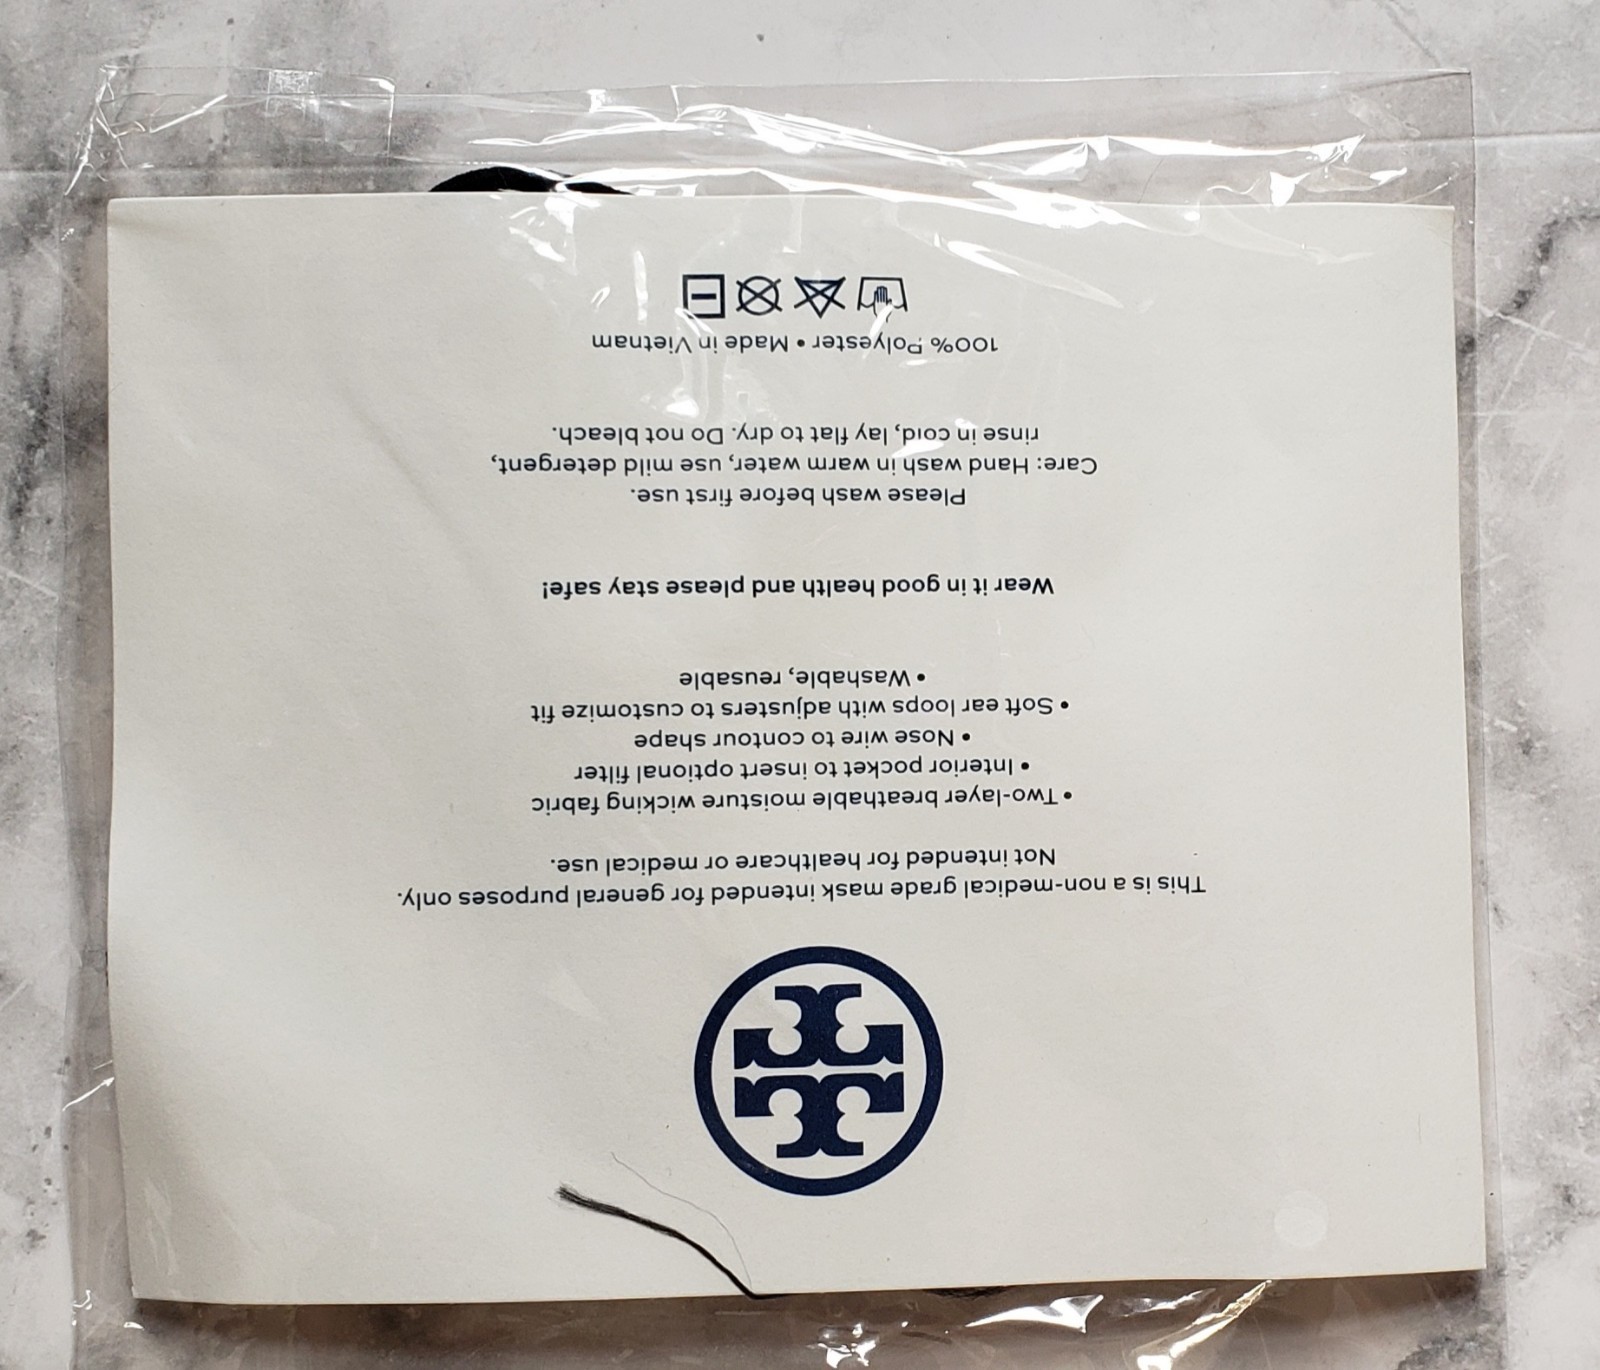 This is a non-medical grade mask intended for general purposes only.
Not intended for healthcare or medical use.
• Two-layer breathable moisture wicking fabric
• Interior pocket to insert optional filter
• Nose wire to contour shape
• Soft ear loops with adjusters to customize fit
• Washable, reusable
Wear it in good health and please stay safe!
Please wash before first use.
Care: Hand wash in warm water, use mild detergent,
rinse in cold, lay flat to dry. Do not bleach.
100% Polyester • Made in Vietnam